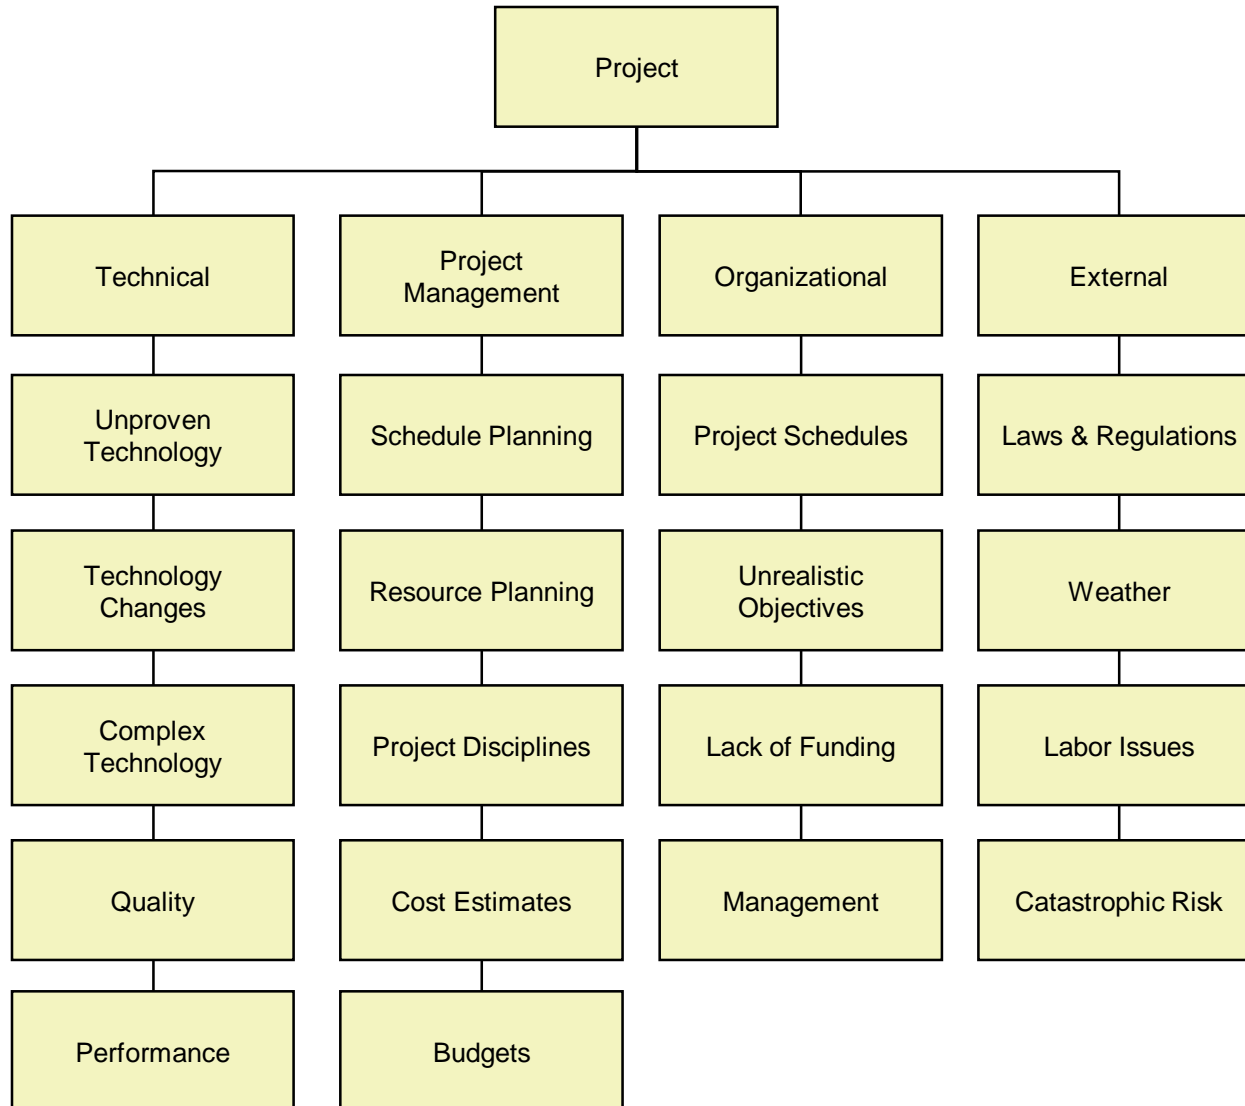 Project
Technical
Project
Management
Organizational
External
Unproven
Technology
Schedule Planning
Project Schedules
Laws & Regulations
Technology
Changes
Resource Planning
Unrealistic
Objectives
Weather
Complex
Technology
Project Disciplines
Lack of Funding
Labor Issues
Quality
Cost Estimates
Management
Catastrophic Risk
Performance
Budgets